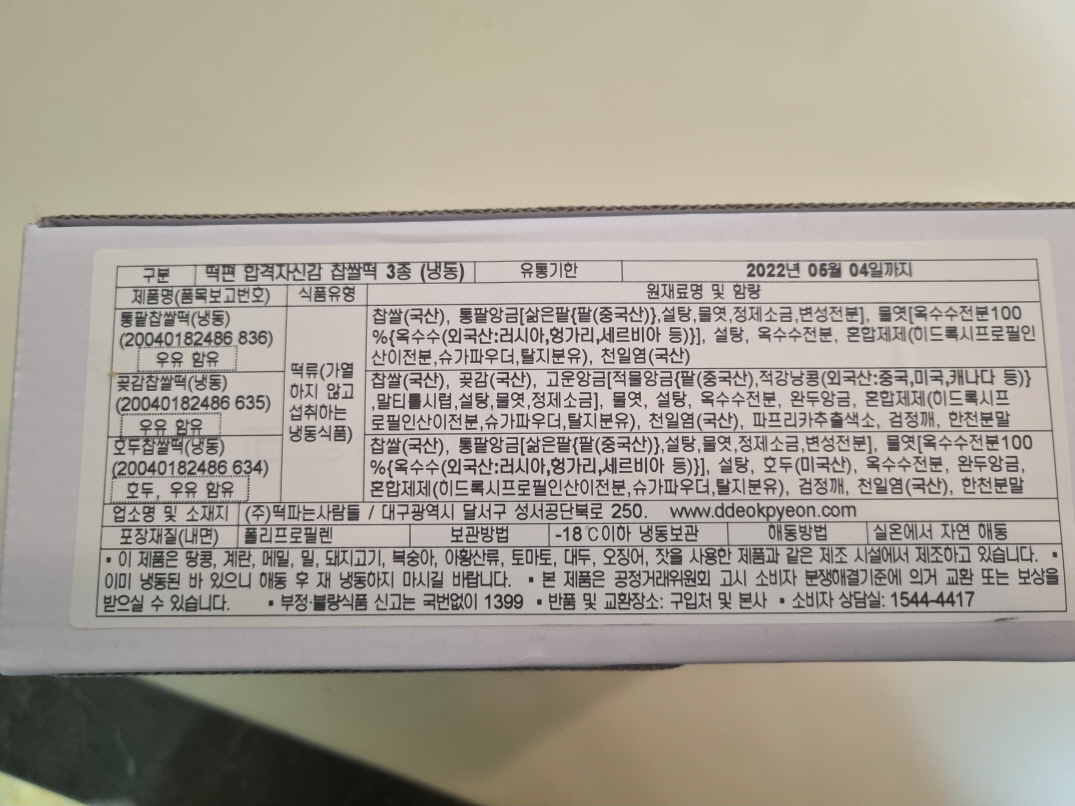 구분 떡편 합격자신감 찹쌀떡 3종 (냉동) 유통기한 2022년 05월 04일까지
제품명(품목보고번호) 식품유형 원재료명 및 함량
통팥찹쌀떡(냉동)
(20040182486 836)
우유 함유
찹쌀(국산), 통팥앙금[삶은팥{팥(중국산)},설탕,물엿,정제소금,변성전분], 물엿[옥수수전분100
%{옥수수(외국산:러시아,헝가리,세르비아 등)}], 설탕, 옥수수전분, 혼합제제(히드록시프로필인
산이전분,슈가파우더,탈지분유), 천일염(국산)
떡류(가열
하지 않고
섭취하는
냉동식품)
곶감찹쌀떡(냉동)
(20040182486 635)
우유 함유
찹쌀(국산), 곶감(국산), 고운앙금[적물앙금{팥(중국산),적강낭콩(외국산:중국,미국,캐나다 등)}
,말티톨시럽,설탕,물엿,정제소금], 물엿, 설탕, 옥수수전분, 완두앙금, 혼합제제(히드록시프
로필인산이전분,슈가파우더,탈지분유), 천일염(국산), 파프리카추출색소, 검정깨, 한천분말
호두찹쌀떡(냉동)
(20040182486 634)
호두, 우유 함유
찹쌀(국산), 통팥앙금[삶은팥{팥(중국산)},설탕,물엿,정제소금,변성전분], 물엿[옥수수전분100
%{옥수수(외국산:러시아,헝가리,세르비아 등)}], 설탕, 호두(미국산), 옥수수전분, 완두앙금,
혼합제제(히드록시프로필인산이전분,슈가파우더,탈지분유), 검정깨, 천일염(국산), 한천분말
업소명 및 소재지 (주)떡파는사람들 / 대구광역시 달서구 성서공단북로 250. www.ddeokpyeon.com
포장재질(내면) 폴리프로필렌 보관방법 -18℃이하 냉동보관 해동방법 실온에서 자연 해동
▪ 이 제품은 땅콩, 계란, 메밀, 밀, 돼지고기, 복숭아, 아황산류, 토마토, 대두, 오징어, 잣을 사용한 제품과 같은 제조 시설에서 제조하고 있습니다. ▪
이미 냉동된 바 있으니 해동 후 재 냉동하지 마시길 바랍니다. ▪ 본 제품은 공정거래위원회 고시 소비자 분쟁해결기준에 의거 교환 또는 보상을
받으실 수 있습니다. ▪ 부정·불량식품 신고는 국번없이 1399 ▪ 반품 및 교환장소: 구입처 및 본사 ▪ 소비자 상담실: 1544-4417